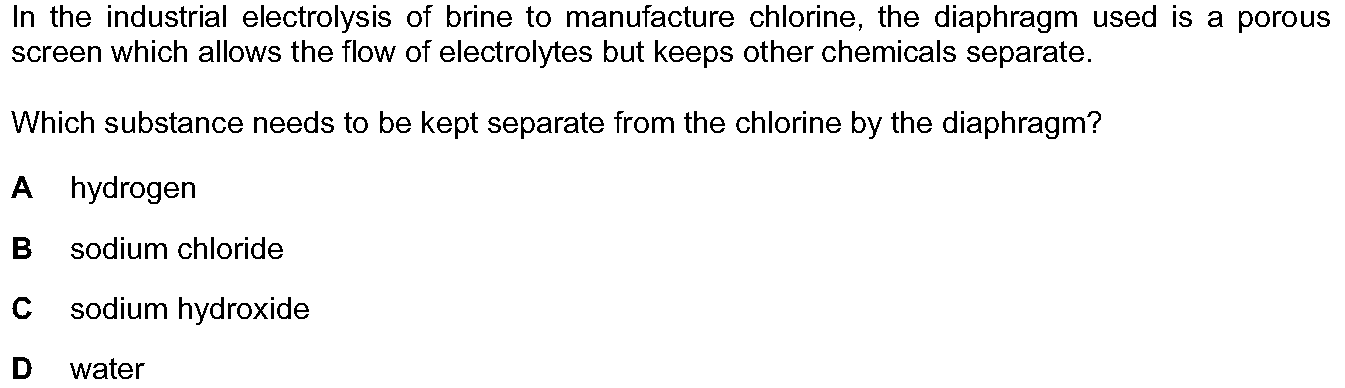 In the industrial electrolysis of brine to manufacture chlorine, the diaphragm used is a porous
screen which allows the flow of electrolytes but keeps other chemicals separate.
Which substance needs to be kept separate from the chlorine by the diaphragm?
A hydrogen
B sodium chloride
C sodium hydroxide
D water